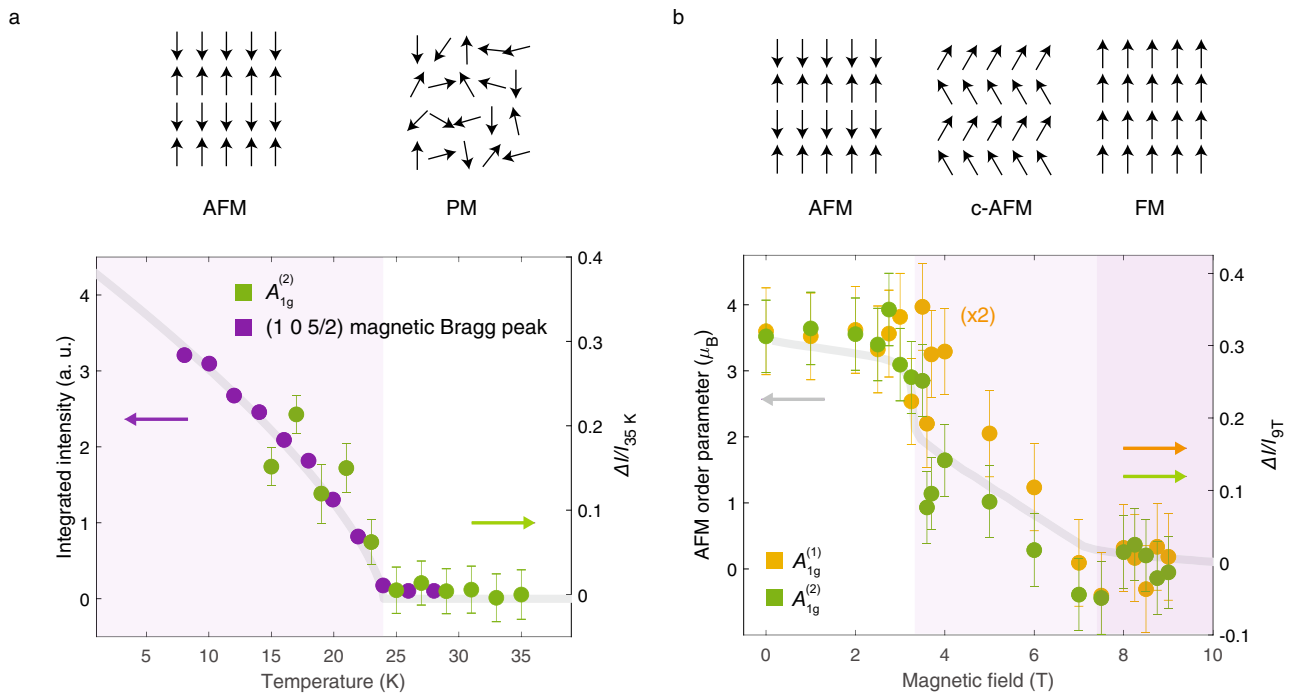 a
AFM
PM
Integrated intensity (a. u.)
4
3
2
1
0
A1g(2)
(1 0 5/2) magnetic Bragg peak
0.4
0.3
0.2
0.1
0
ΔI/I35 K
5 10 15 20 25 30 35
Temperature (K)
b
AFM
c-AFM
FM
AFM order parameter (μB)
4
3
2
1
0
(x2)
A1g(1)
A1g(2)
0.4
0.3
0.2
0.1
0
-0.1
ΔI/I9T
0 2 4 6 8 10
Magnetic field (T)